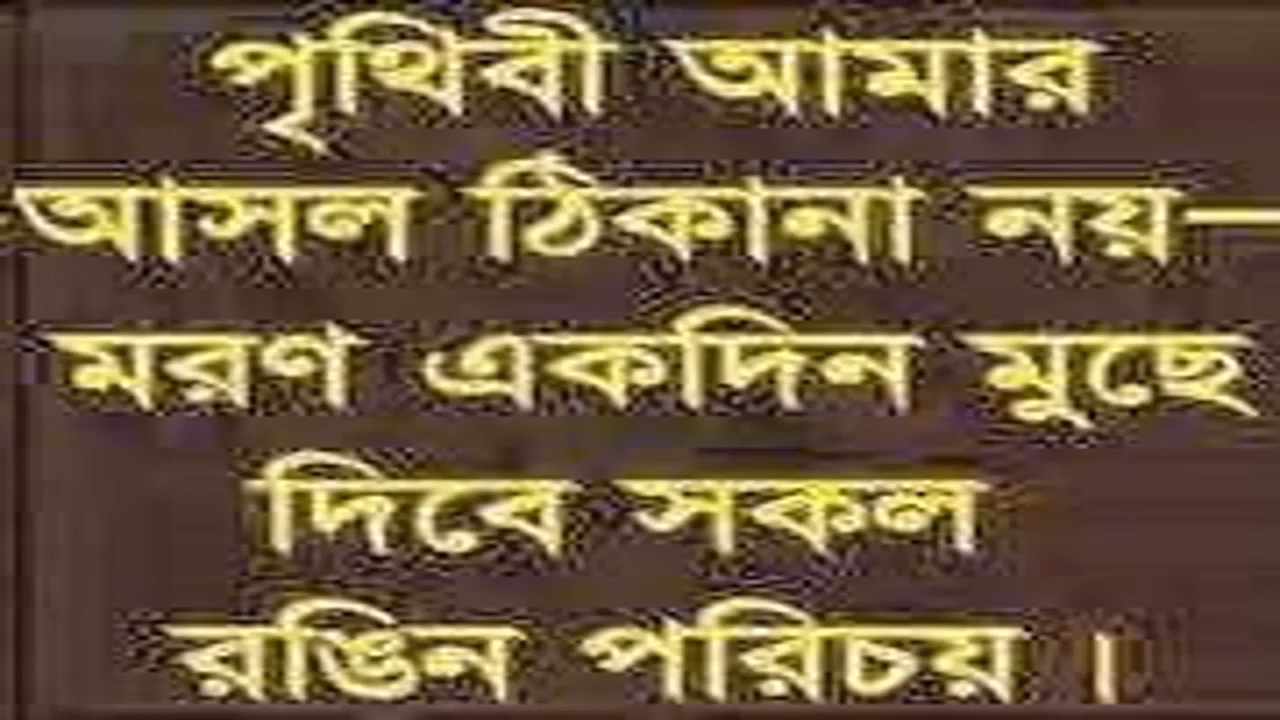 পৃথিবী আমার
আসল ঠিকানা নয়—
মরণ একদিন মুছে
দিবে সকল
রঙিন পরিচয়।